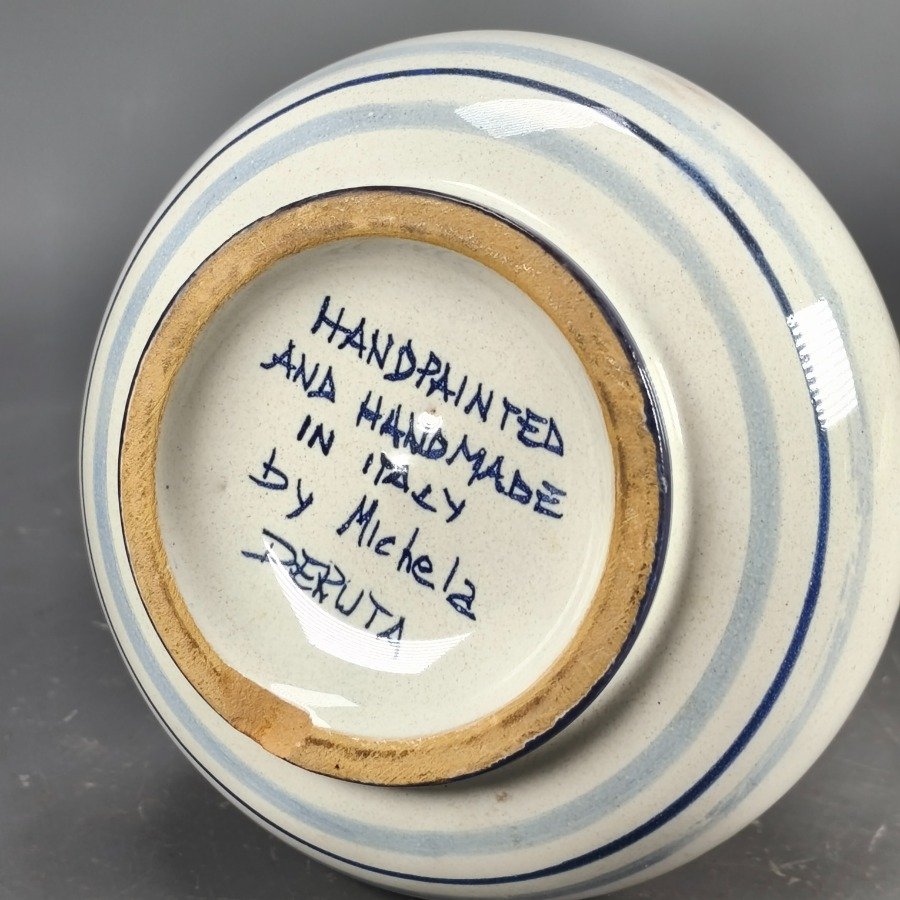 HANDPAINTED
AND HANDMADE
IN ITALY
by Michela
DERUTA